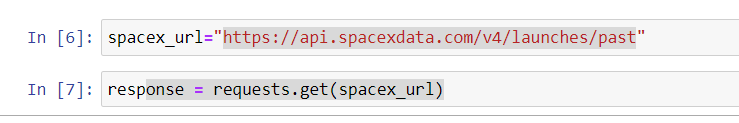 In [6]: spacex_url="https://api.spacexdata.com/v4/launches/past"
In [7]: response = requests.get(spacex_url)